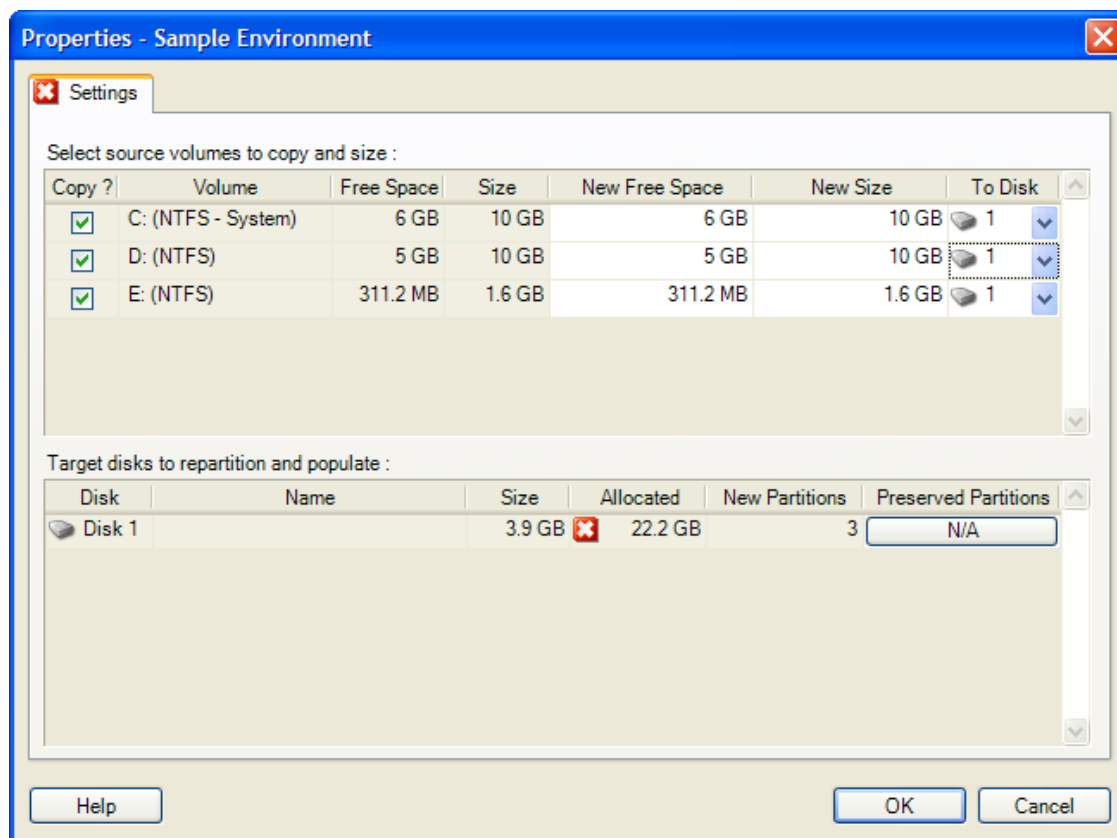 Properties - Sample Environment
Settings
Select source volumes to copy and size :
Copy ? Volume Free Space Size New Free Space New Size To Disk
C: (NTFS - System) 6 GB 10 GB 6 GB 10 GB 1
D: (NTFS) 5 GB 10 GB 5 GB 10 GB 1
E: (NTFS) 311.2 MB 1.6 GB 311.2 MB 1.6 GB 1
Target disks to repartition and populate :
Disk Name Size Allocated New Partitions Preserved Partitions
Disk 1 3.9 GB 22.2 GB 3 N/A
Help OK Cancel